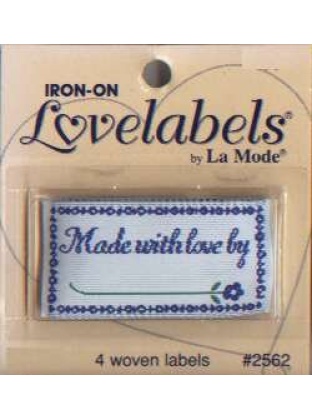 IRON-ON
Lovelabels®
by La Mode®
Made with love by
4 woven labels #2562